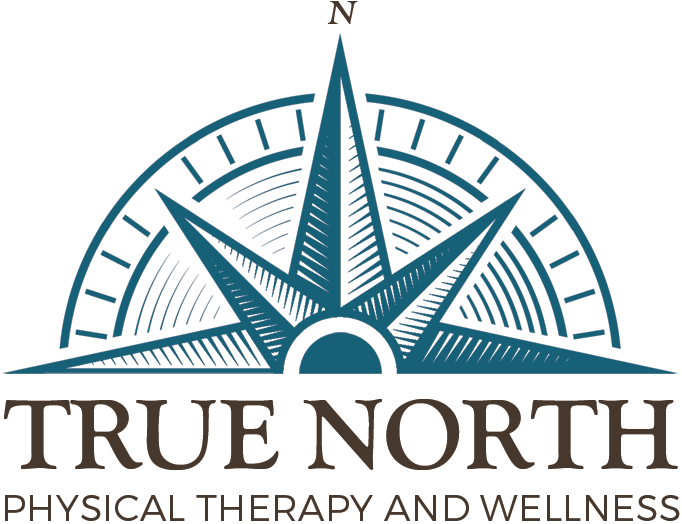 N
TRUE NORTH
PHYSICAL THERAPY AND WELLNESS